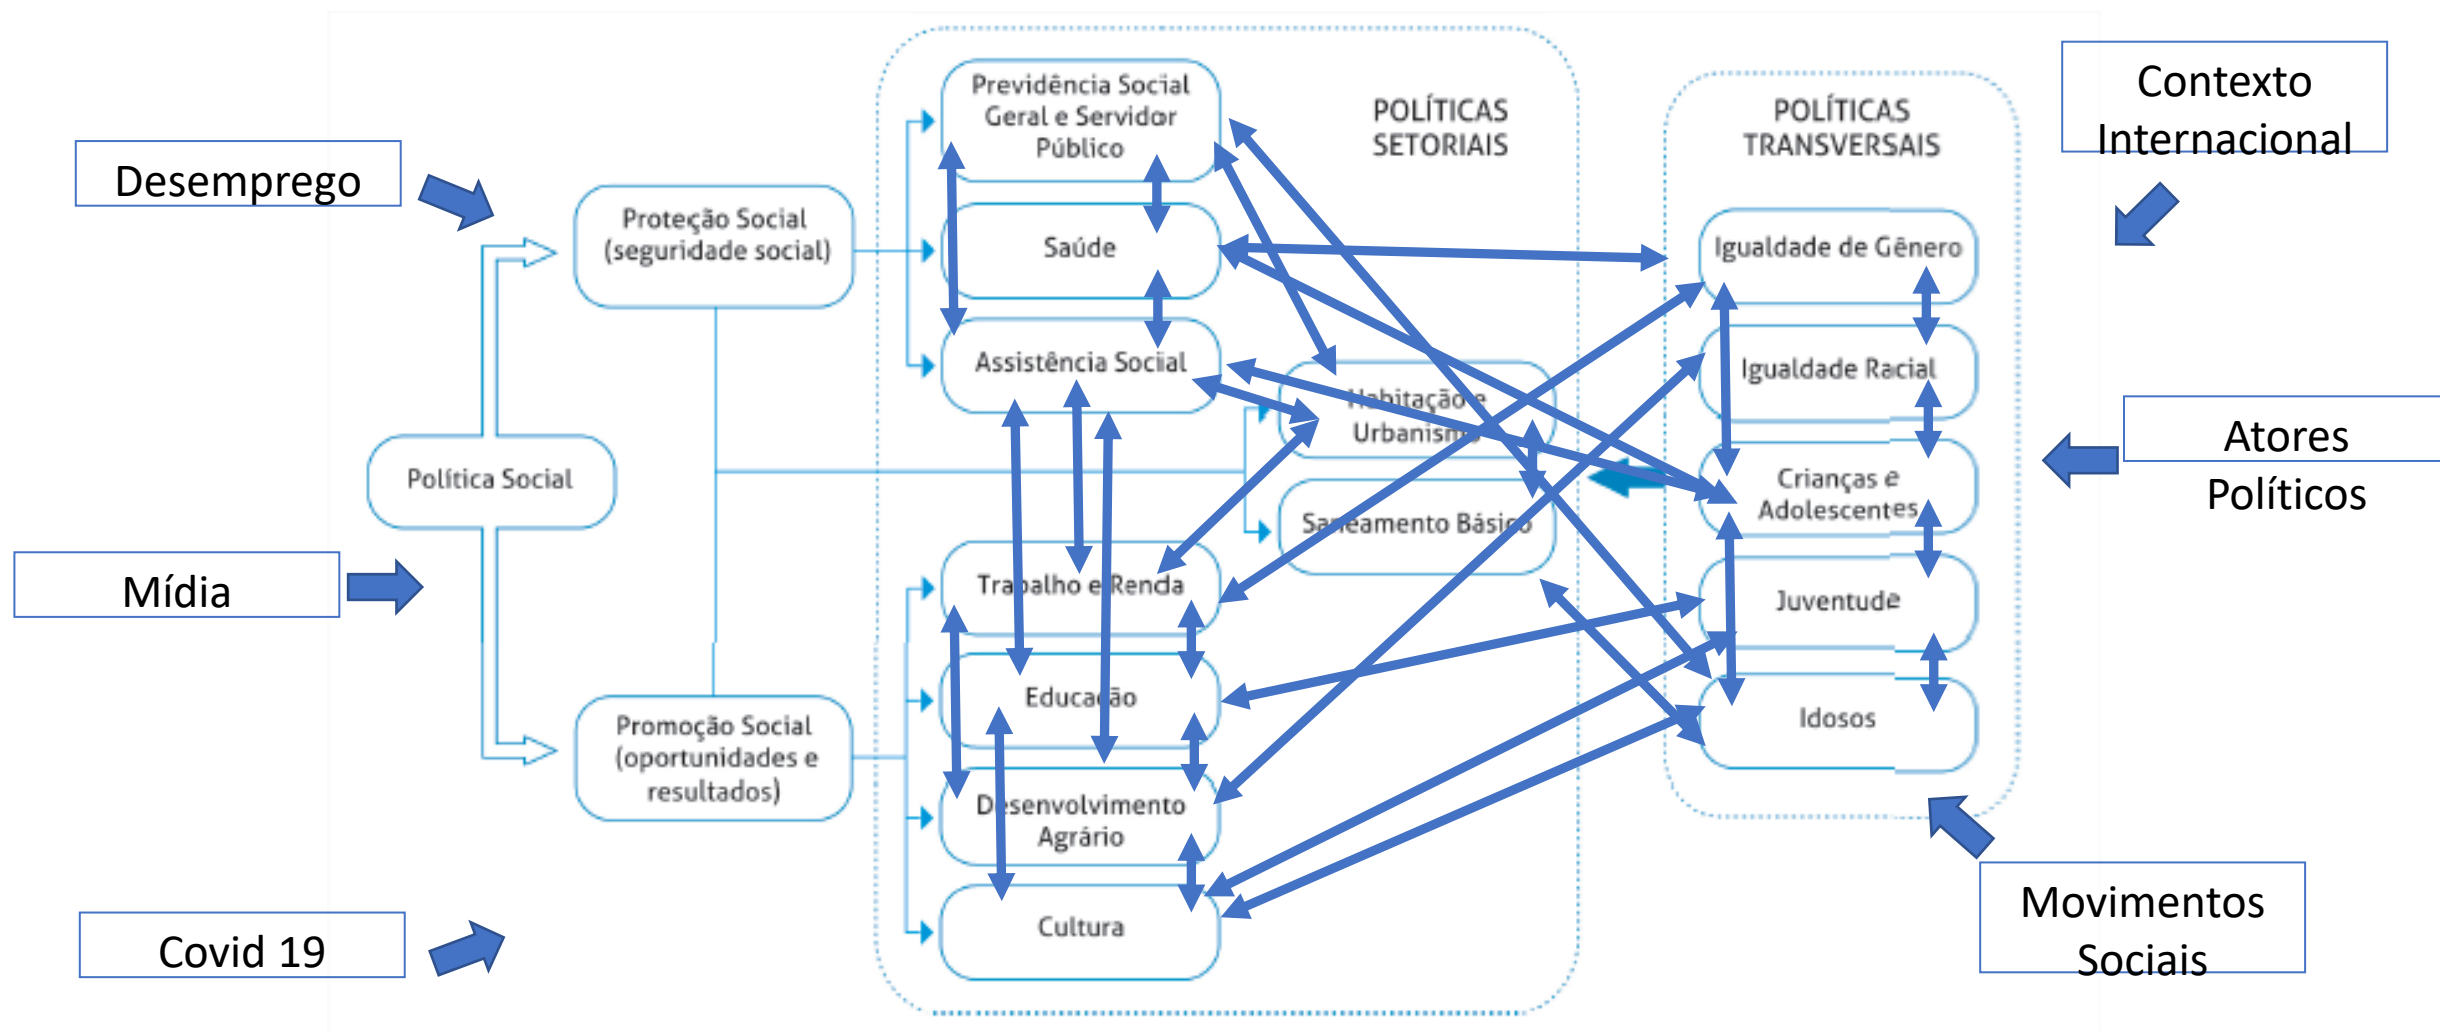 Desemprego
Mídia
Covid 19
Política Social
Proteção Social
(seguridade social)
Promoção Social
(oportunidades e
resultados)
POLÍTICAS
SETORIAIS
Previdência Social
Geral e Servidor
Público
Saúde
Assistência Social
Habitação e
Urbanismo
Saneamento Básico
Trabalho e Renda
Educação
Desenvolvimento
Agrário
Cultura
POLÍTICAS
TRANSVERSAIS
Igualdade de Gênero
Igualdade Racial
Crianças e
Adolescentes
Juventude
Idosos
Contexto
Internacional
Atores
Políticos
Movimentos
Sociais